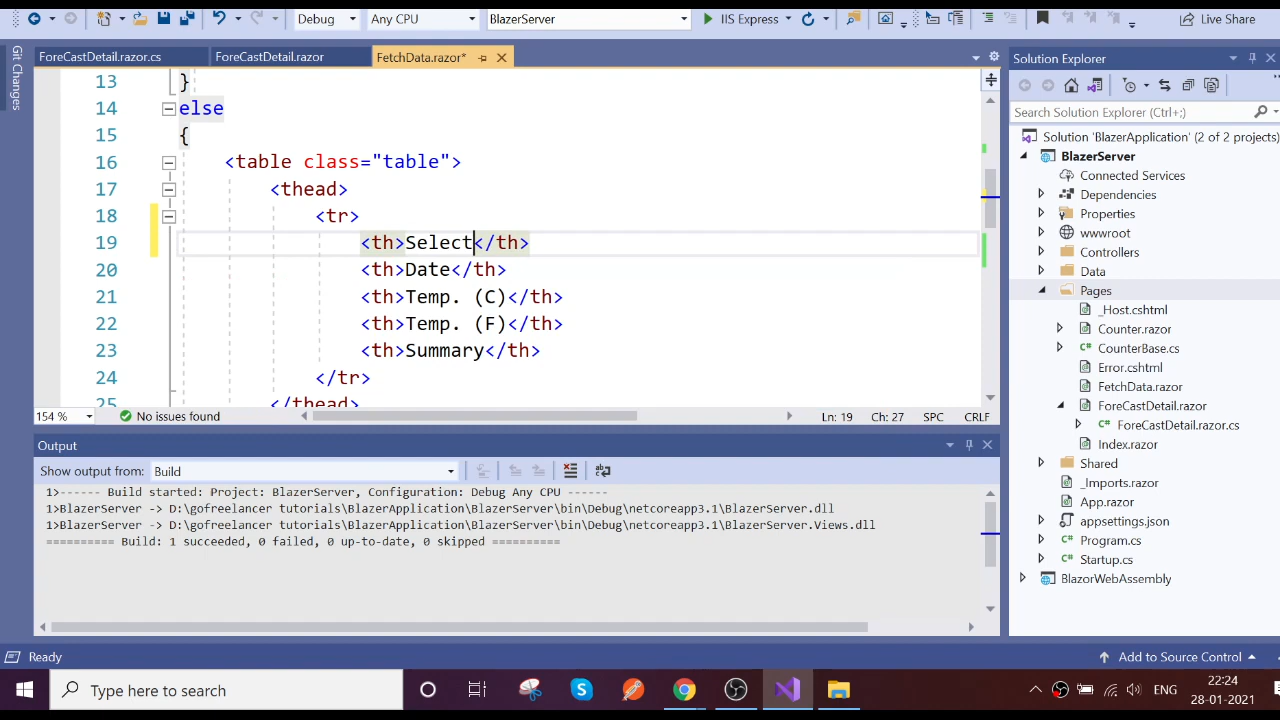 Debug
Any CPU
BlazerServer
IIS Express
Live Share
Git Changes
ForeCastDetail.razor.cs
ForeCastDetail.razor
FetchData.razor*
13 }
14 else
15 {
16 <table class="table">
17 <thead>
18 <tr>
19 <th>Select</th>
20 <th>Date</th>
21 <th>Temp. (C)</th>
22 <th>Temp. (F)</th>
23 <th>Summary</th>
24 </tr>
25 </thead>
154 %
No issues found
Ln: 19
Ch: 27
SPC
CRLF
Output
Show output from: Build
1>------ Build started: Project: BlazerServer, Configuration: Debug Any CPU ------
1>BlazerServer -> D:\gofreelancer tutorials\BlazerApplication\BlazerServer\bin\Debug\netcoreapp3.1\BlazerServer.dll
1>BlazerServer -> D:\gofreelancer tutorials\BlazerApplication\BlazerServer\bin\Debug\netcoreapp3.1\BlazerServer.Views.dll
========== Build: 1 succeeded, 0 failed, 0 up-to-date, 0 skipped ==========
Solution Explorer
Search Solution Explorer (Ctrl+;)
Solution 'BlazerApplication' (2 of 2 projects)
BlazerServer
Connected Services
Dependencies
Properties
wwwroot
Controllers
Data
Pages
_Host.cshtml
Counter.razor
CounterBase.cs
Error.cshtml
FetchData.razor
ForeCastDetail.razor
ForeCastDetail.razor.cs
Index.razor
Shared
_Imports.razor
App.razor
appsettings.json
Program.cs
Startup.cs
BlazorWebAssembly
Ready
Add to Source Control
Type here to search
ENG
22:24
28-01-2021